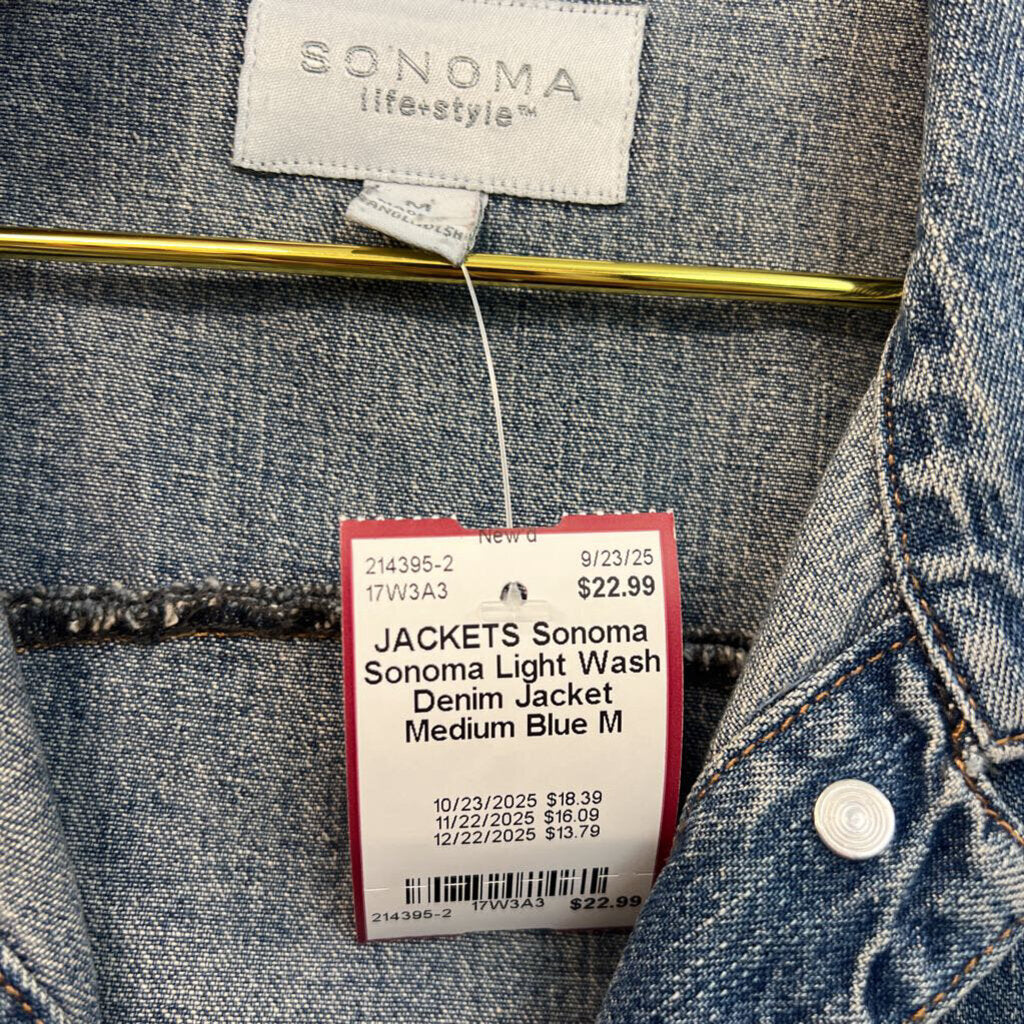 SONOMA
life+style™
M
BANGLADESH
214395-2 9/23/25
17W3A3 $22.99
JACKETS Sonoma
Sonoma Light Wash
Denim Jacket
Medium Blue M
10/23/2025 $18.39
11/22/2025 $16.09
12/22/2025 $13.79
214395-2 17W3A3 $22.99